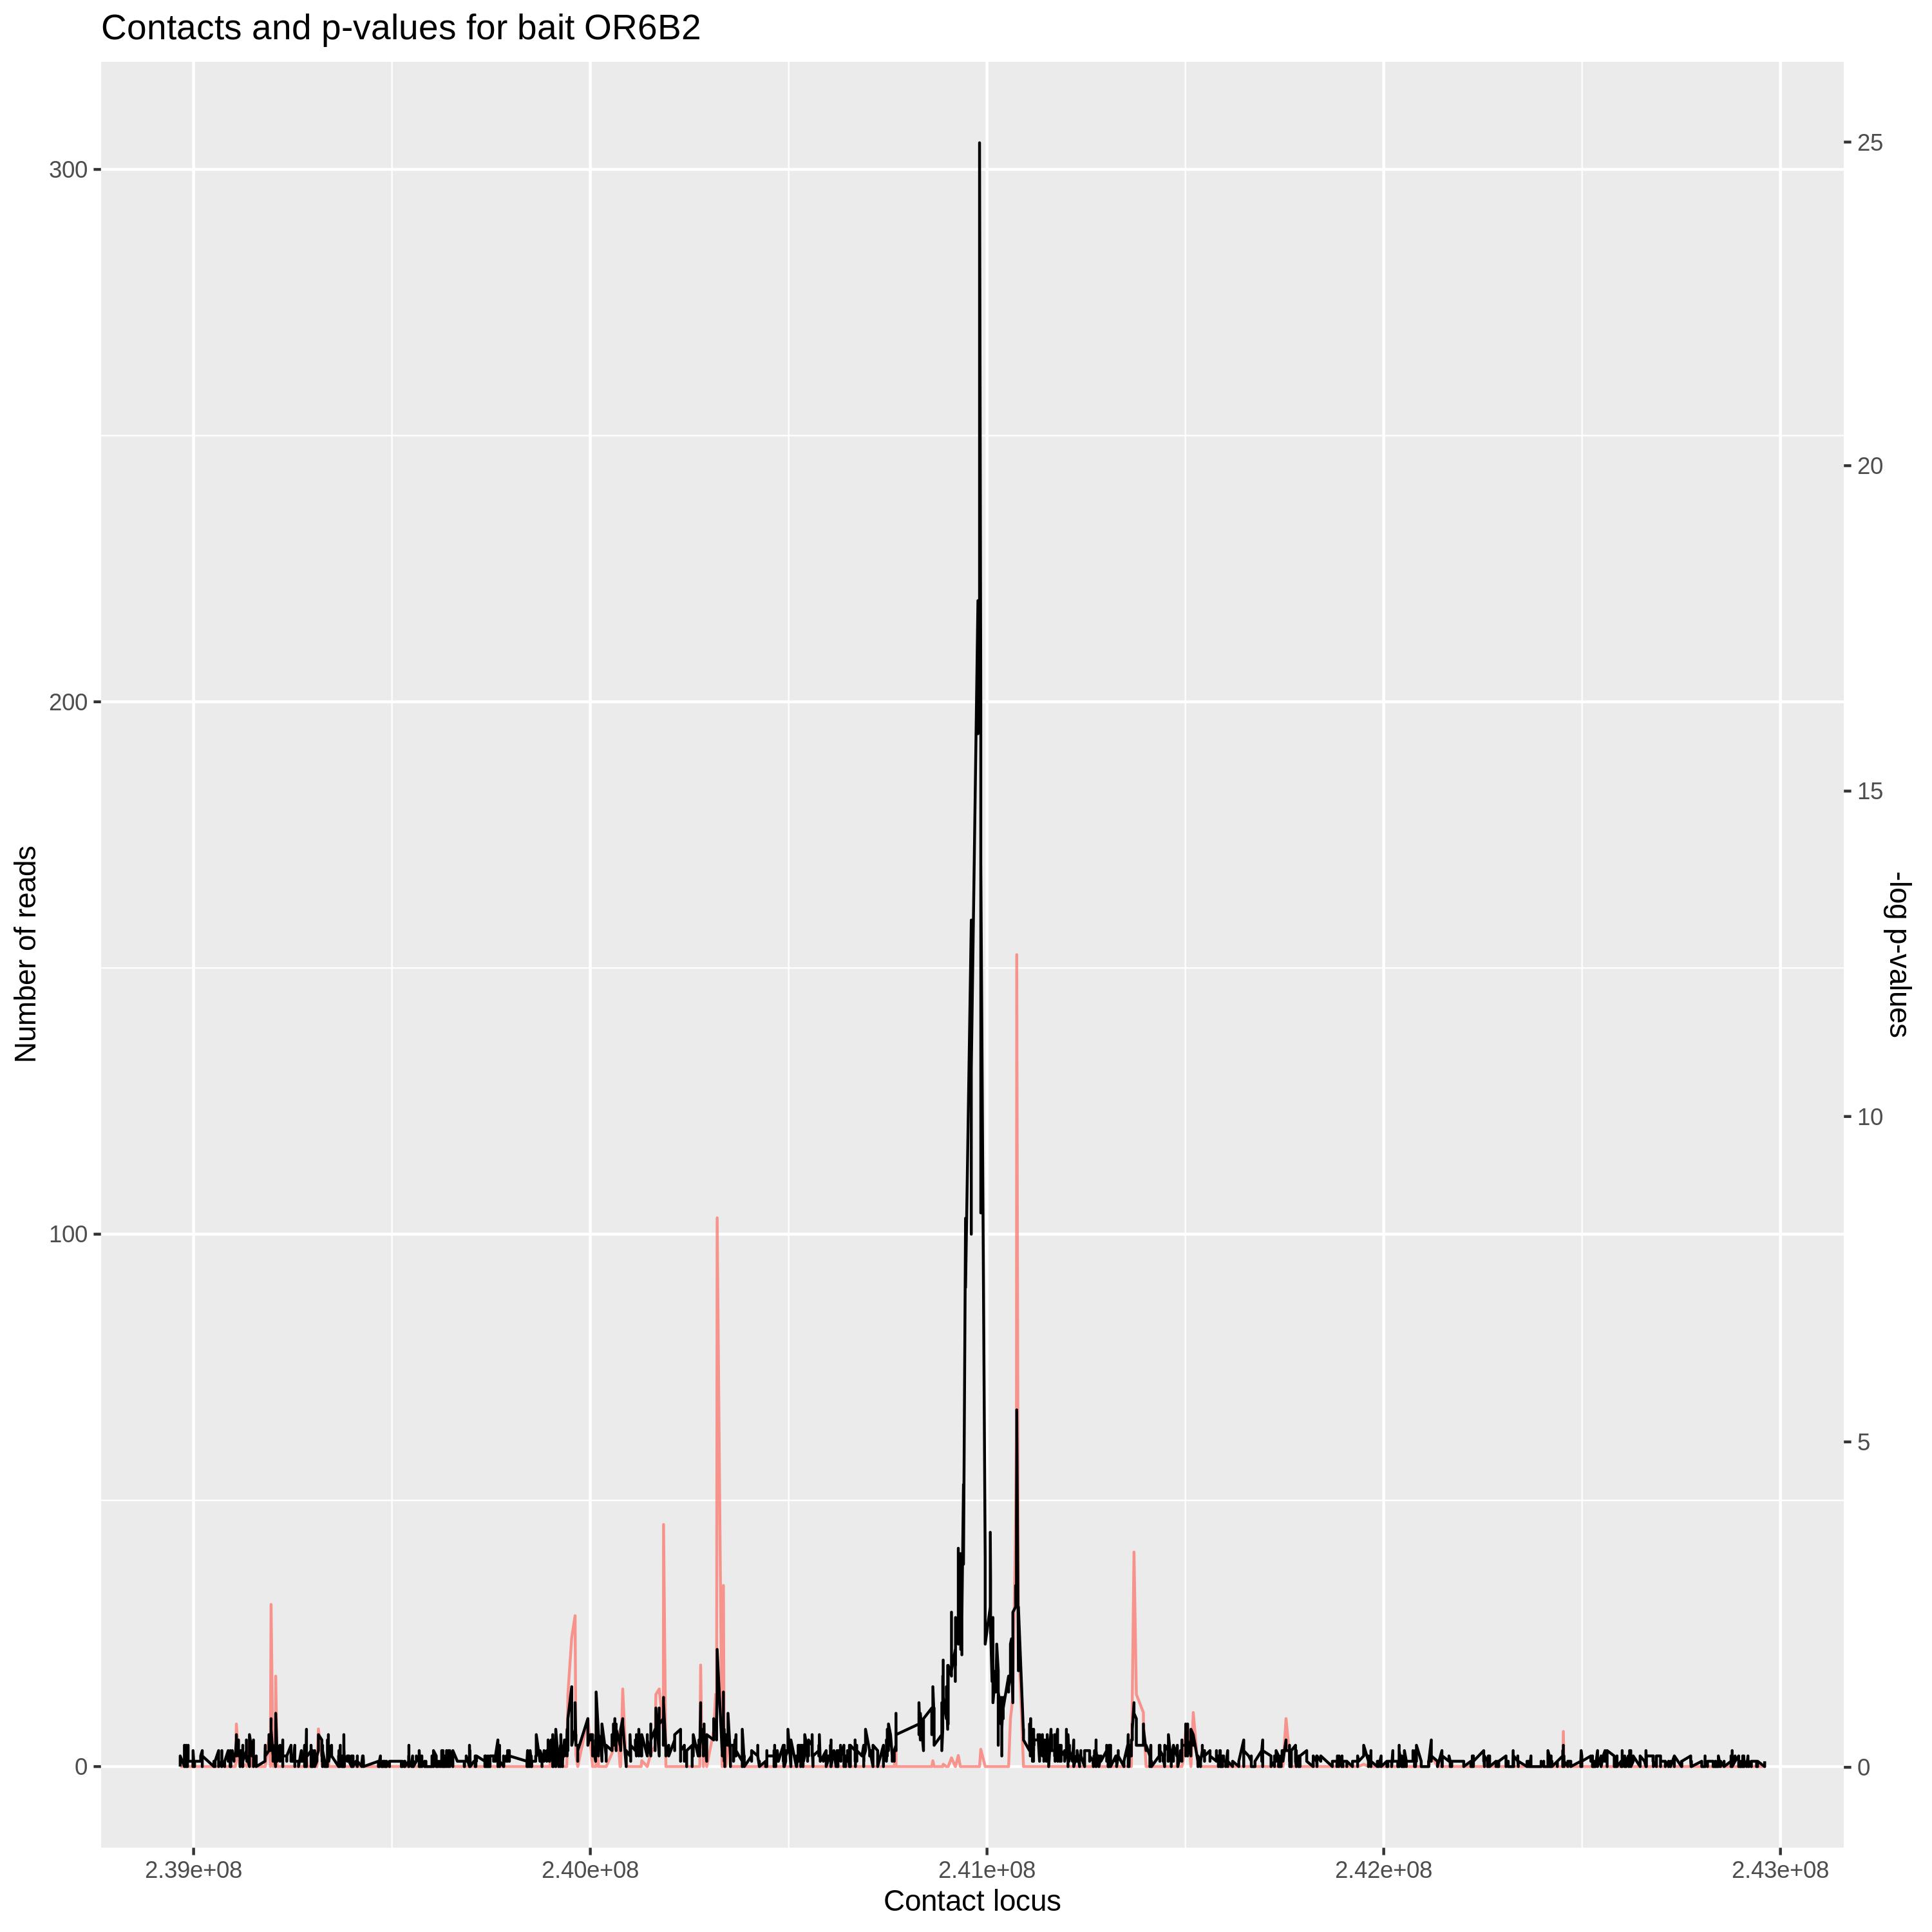 Contacts and p-values for bait OR6B2
300
200
100
0
Number of reads
25
20
15
10
5
0
-log p-values
2.39e+08
2.40e+08
2.41e+08
2.42e+08
2.43e+08
Contact locus